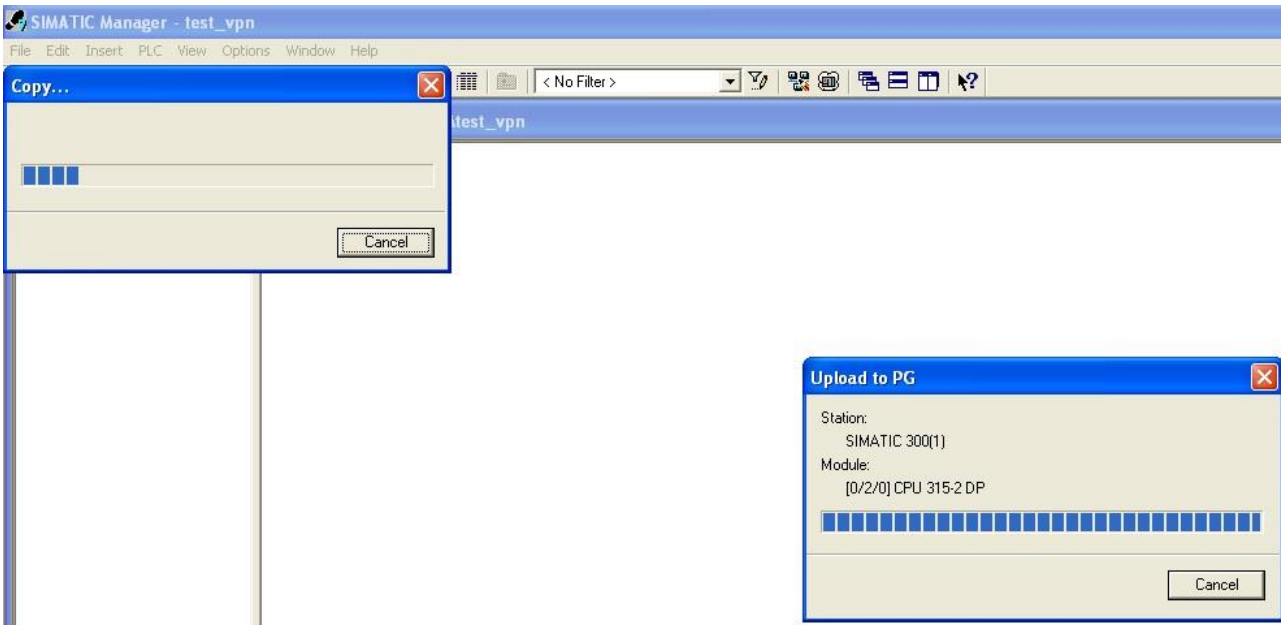 SIMATIC Manager - test_vpn
File Edit Insert PLC View Options Window Help
Copy...
< No Filter >
\test_vpn
Cancel
Upload to PG
Station:
SIMATIC 300(1)
Module:
[0/2/0] CPU 315-2 DP
Cancel